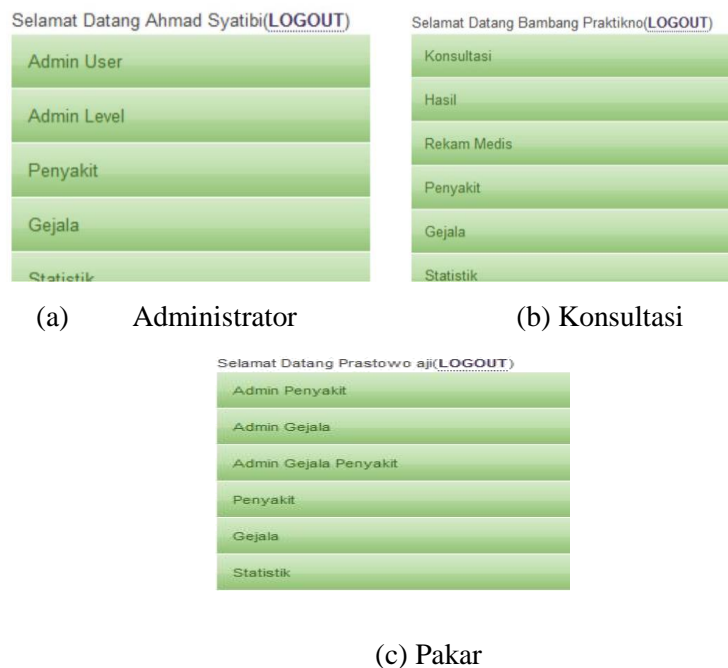 Selamat Datang Ahmad Syatibi(LOGOUT)
Admin User
Admin Level
Penyakit
Gejala
Statistik
(a) Administrator
Selamat Datang Bambang Praktikno(LOGOUT)
Konsultasi
Hasil
Rekam Medis
Penyakit
Gejala
Statistik
(b) Konsultasi
Selamat Datang Prastowo aji(LOGOUT)
Admin Penyakit
Admin Gejala
Admin Gejala Penyakit
Penyakit
Gejala
Statistik
(c) Pakar